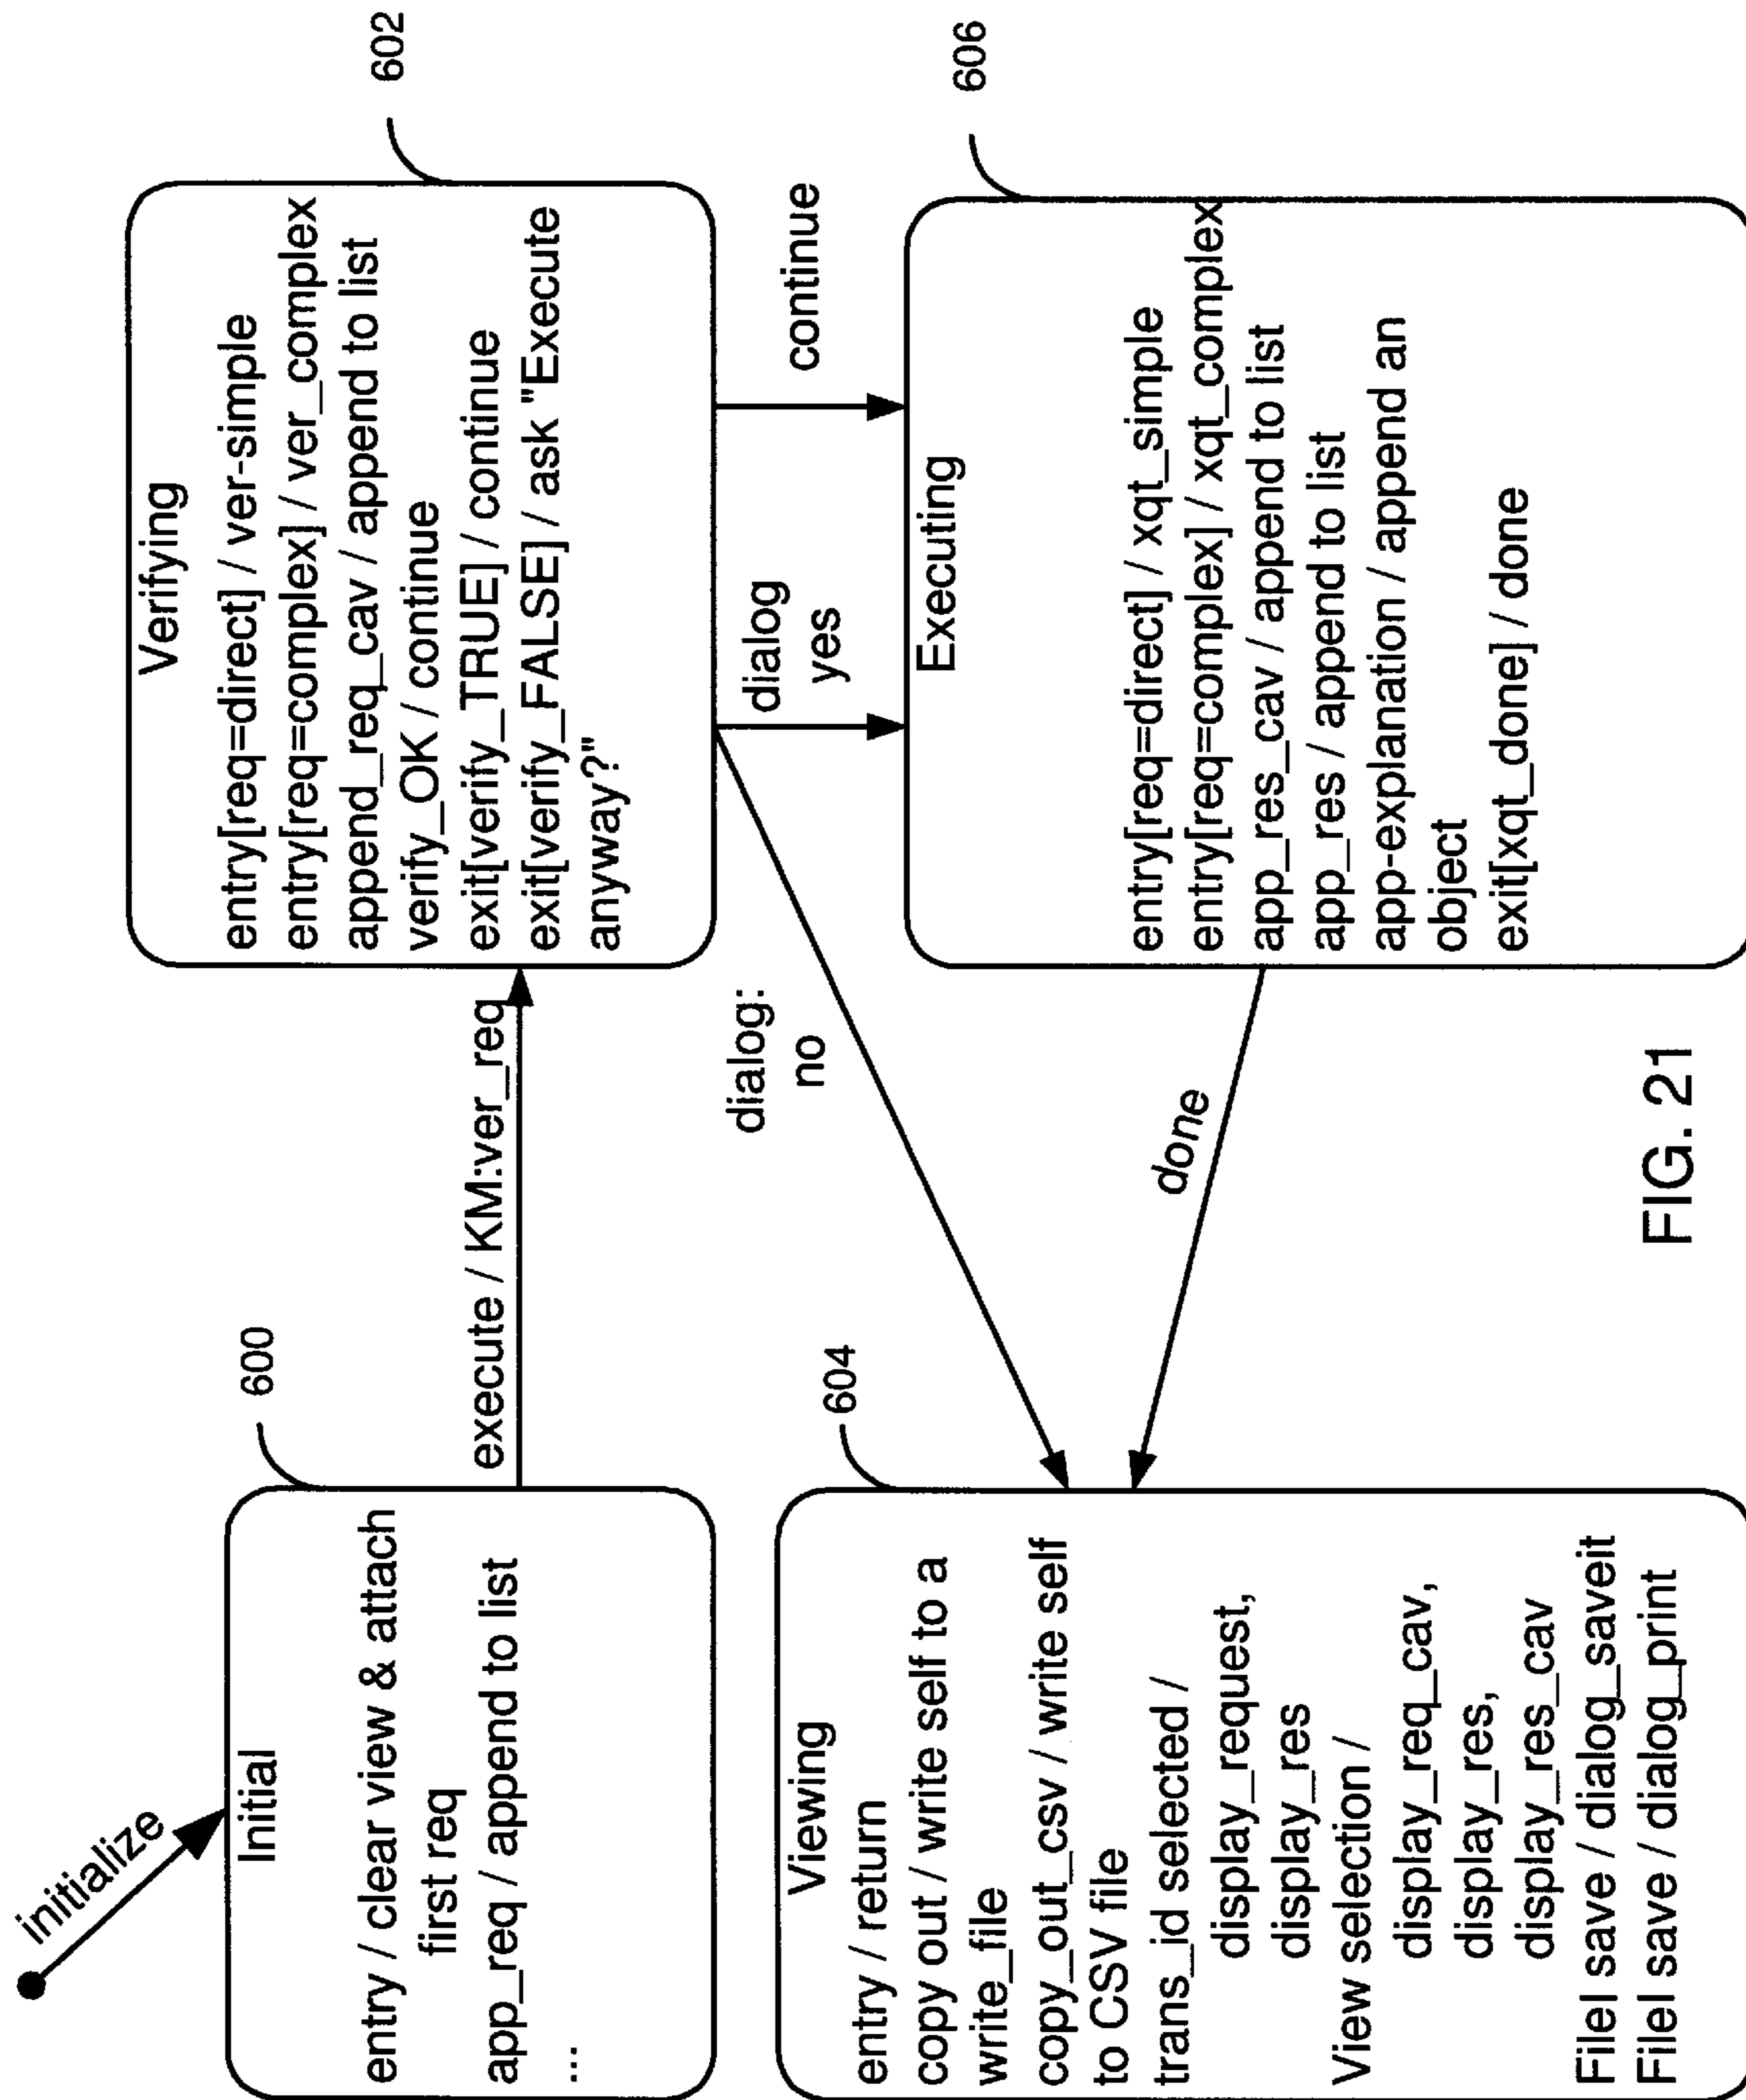 initialize
Initial
entry / clear view & attach
first req
app_req / append to list
...
600
execute / KM:ver_req
Verifying
entry[req=direct] / ver-simple
entry[req=complex] / ver_complex
append_req_cav / append to list
verify_OK / continue
exit[verify_TRUE] / continue
exit[verify_FALSE] / ask "Execute
anyway?"
602
dialog:
no
dialog
yes
continue
Viewing
entry / return
copy out / write self to a
write_file
copy_out_csv / write self
to CSV file
trans_id selected /
display_request,
display_res
View selection /
display_req_cav,
display_res,
display_res_cav
Filel save / dialog_saveit
Filel save / dialog_print
604
done
Executing
entry[req=direct] / xqt_simple
entry[req=complex] / xqt_complex
app_res_cav / append to list
app_res / append to list
app-explanation / append an
object
exit[xqt_done] / done
606
FIG. 21